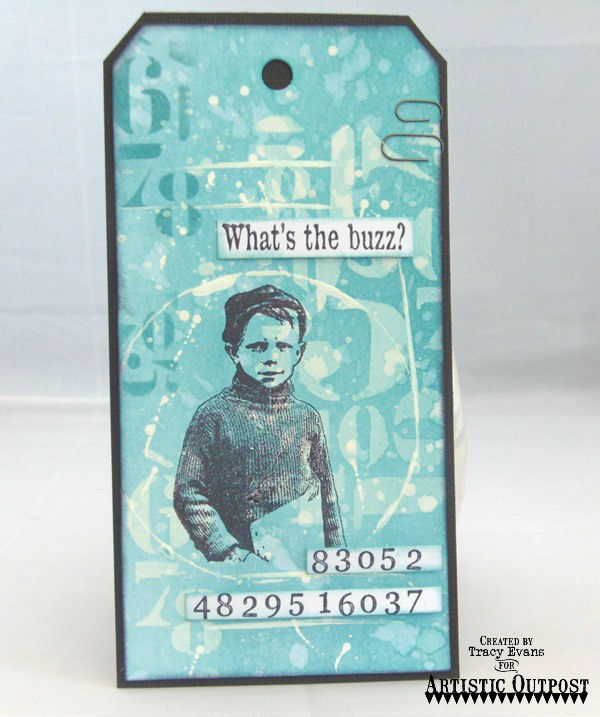 What's the buzz?
83052
48295 16037
CREATED BY
TRACY EVANS
FOR
ARTISTIC OUTPOST